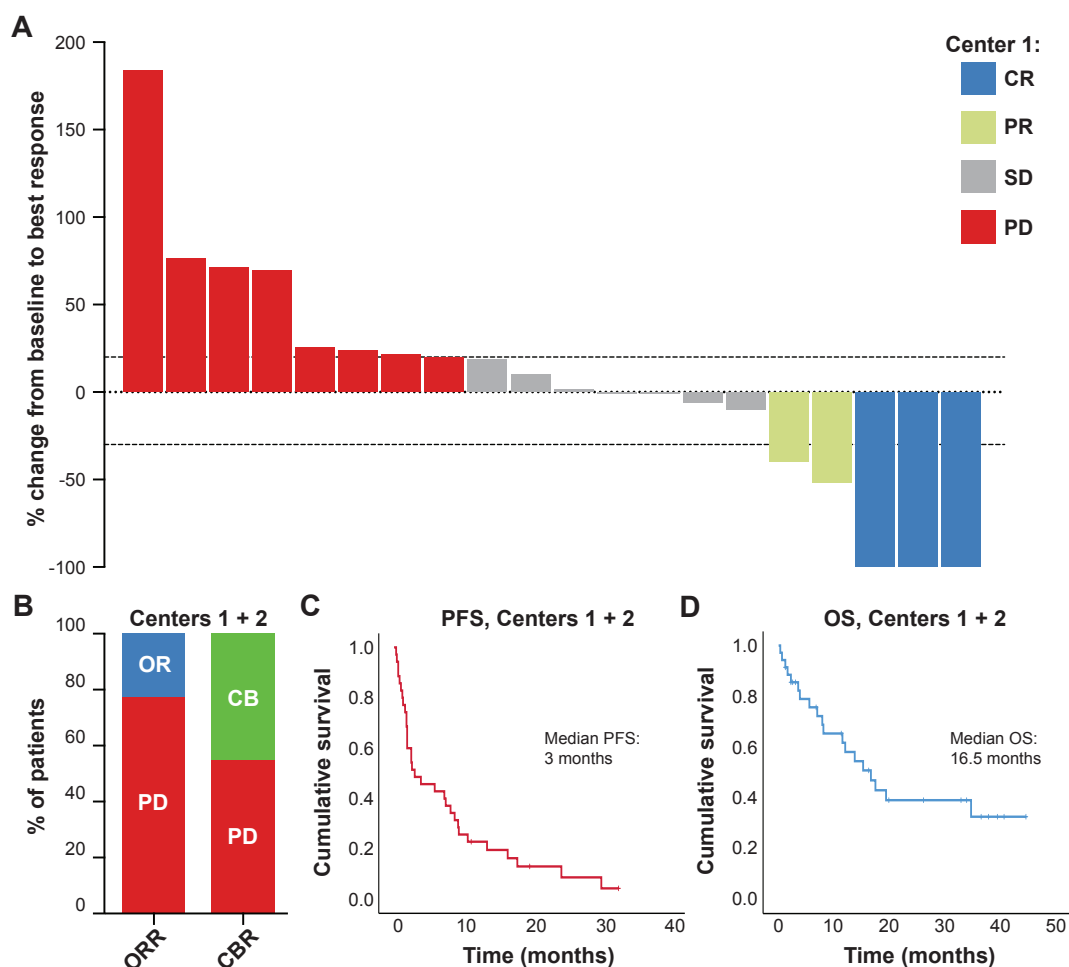 A
% change from baseline to best response
200
150
100
50
0
-50
-100
Center 1:
CR
PR
SD
PD
B
Centers 1 + 2
% of patients
100
80
60
40
20
0
OR
PD
CB
PD
ORR
CBR
C
PFS, Centers 1 + 2
Cumulative survival
1.0
0.8
0.6
0.4
0.2
0.0
Median PFS:
3 months
0 10 20 30 40
Time (months)
D
OS, Centers 1 + 2
Cumulative survival
1.0
0.8
0.6
0.4
0.2
0.0
Median OS:
16.5 months
0 10 20 30 40 50
Time (months)